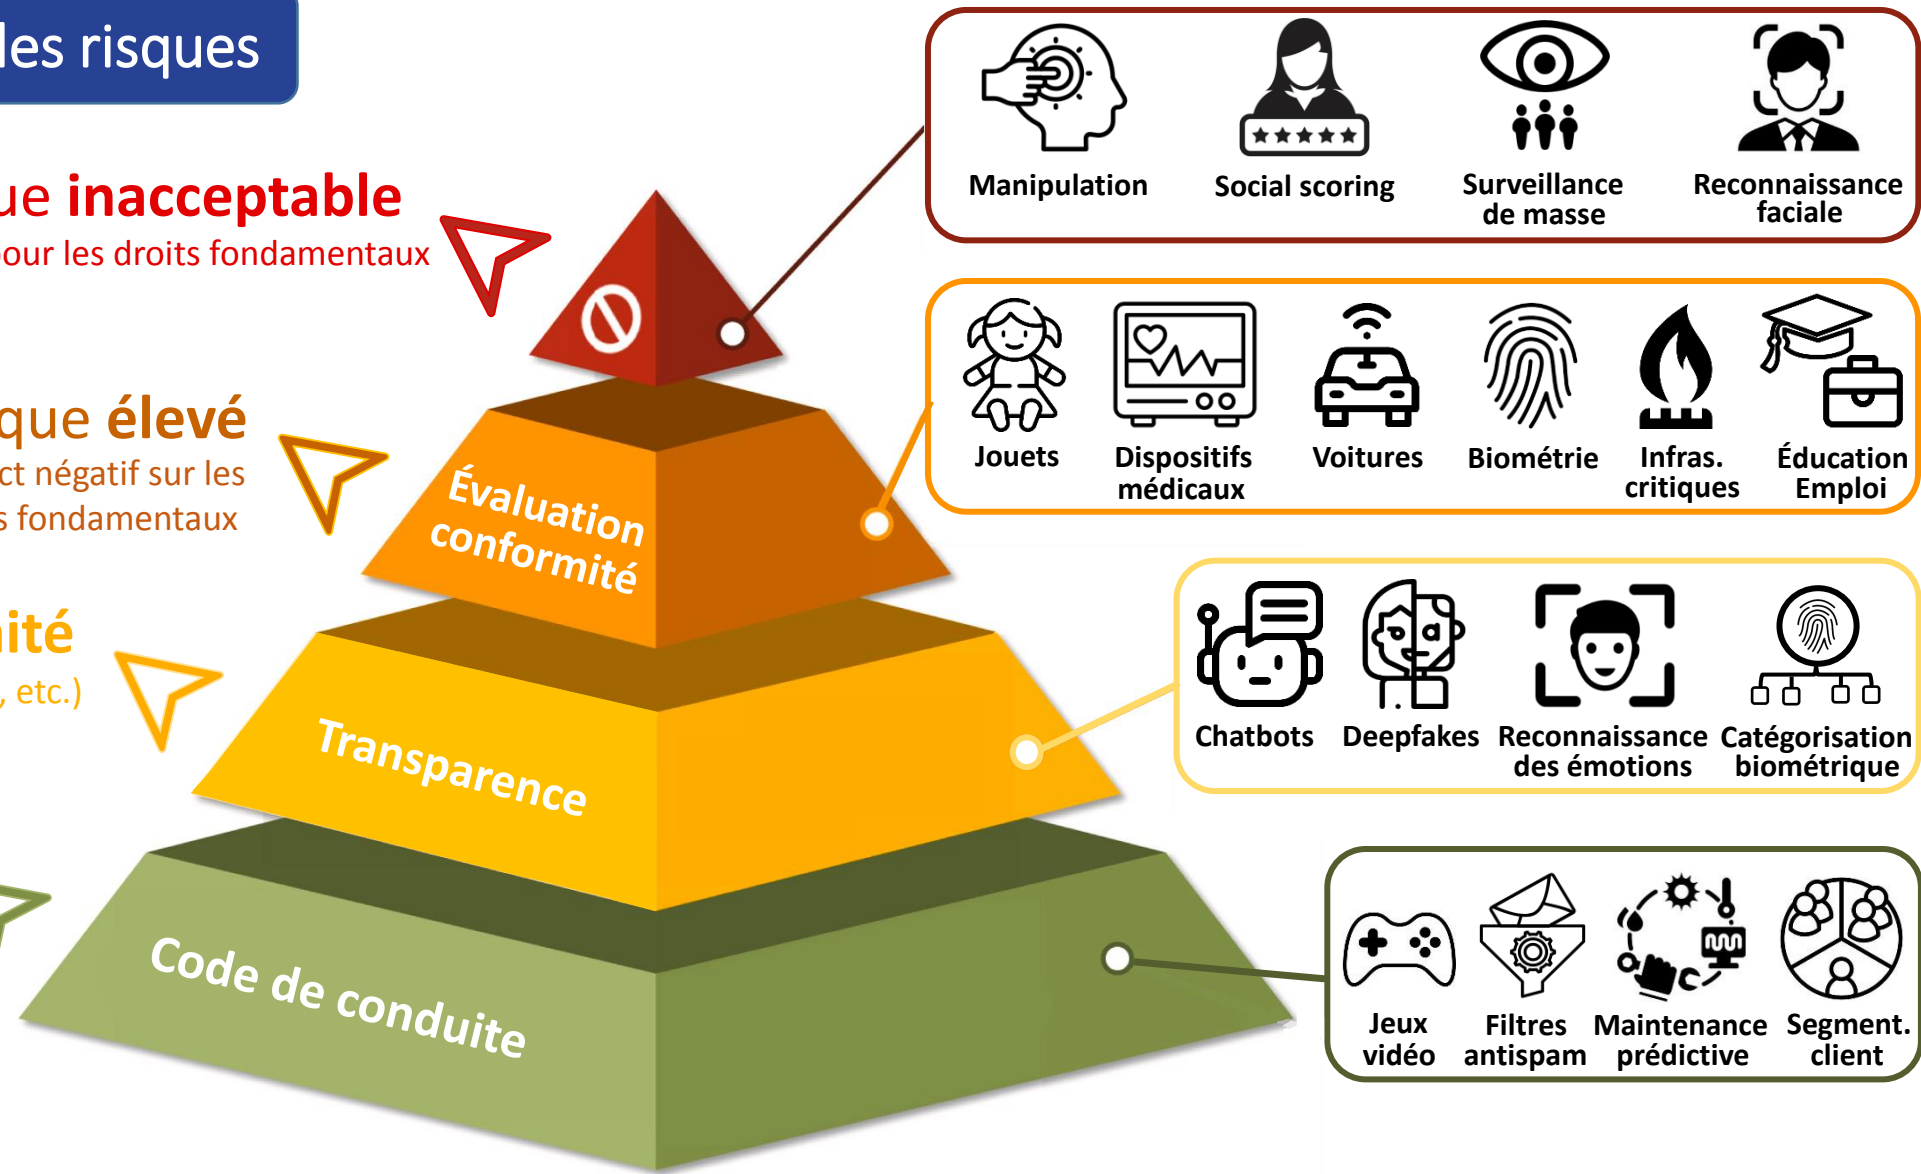 les risques
ue inacceptable
pour les droits fondamentaux
Manipulation
Social scoring
Surveillance
de masse
Reconnaissance
faciale
que élevé
ct négatif sur les
s fondamentaux
Évaluation
conformité
Jouets
Dispositifs
médicaux
Voitures
Biométrie
Infras.
critiques
Éducation
Emploi
ité
, etc.)
Transparence
Chatbots
Deepfakes
Reconnaissance
des émotions
Catégorisation
biométrique
Code de conduite
Jeux
vidéo
Filtres
antispam
Maintenance
prédictive
Segment.
client